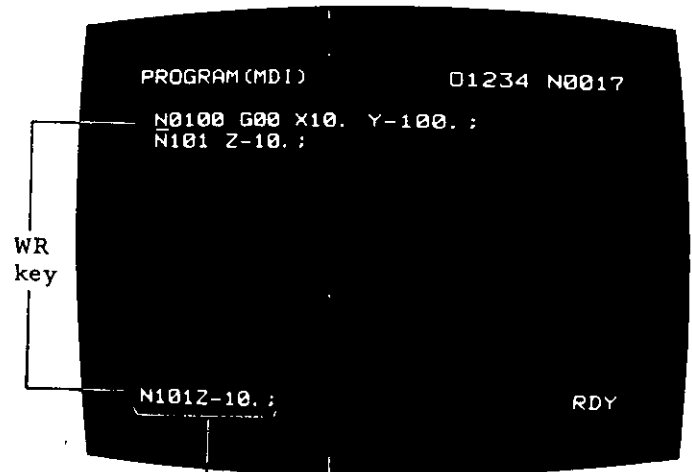 PROGRAM(MDI) O1234 N0017
N0100 G00 X10. Y-100.;
N101 Z-10.;
WR
key
N101Z-10.; RDY